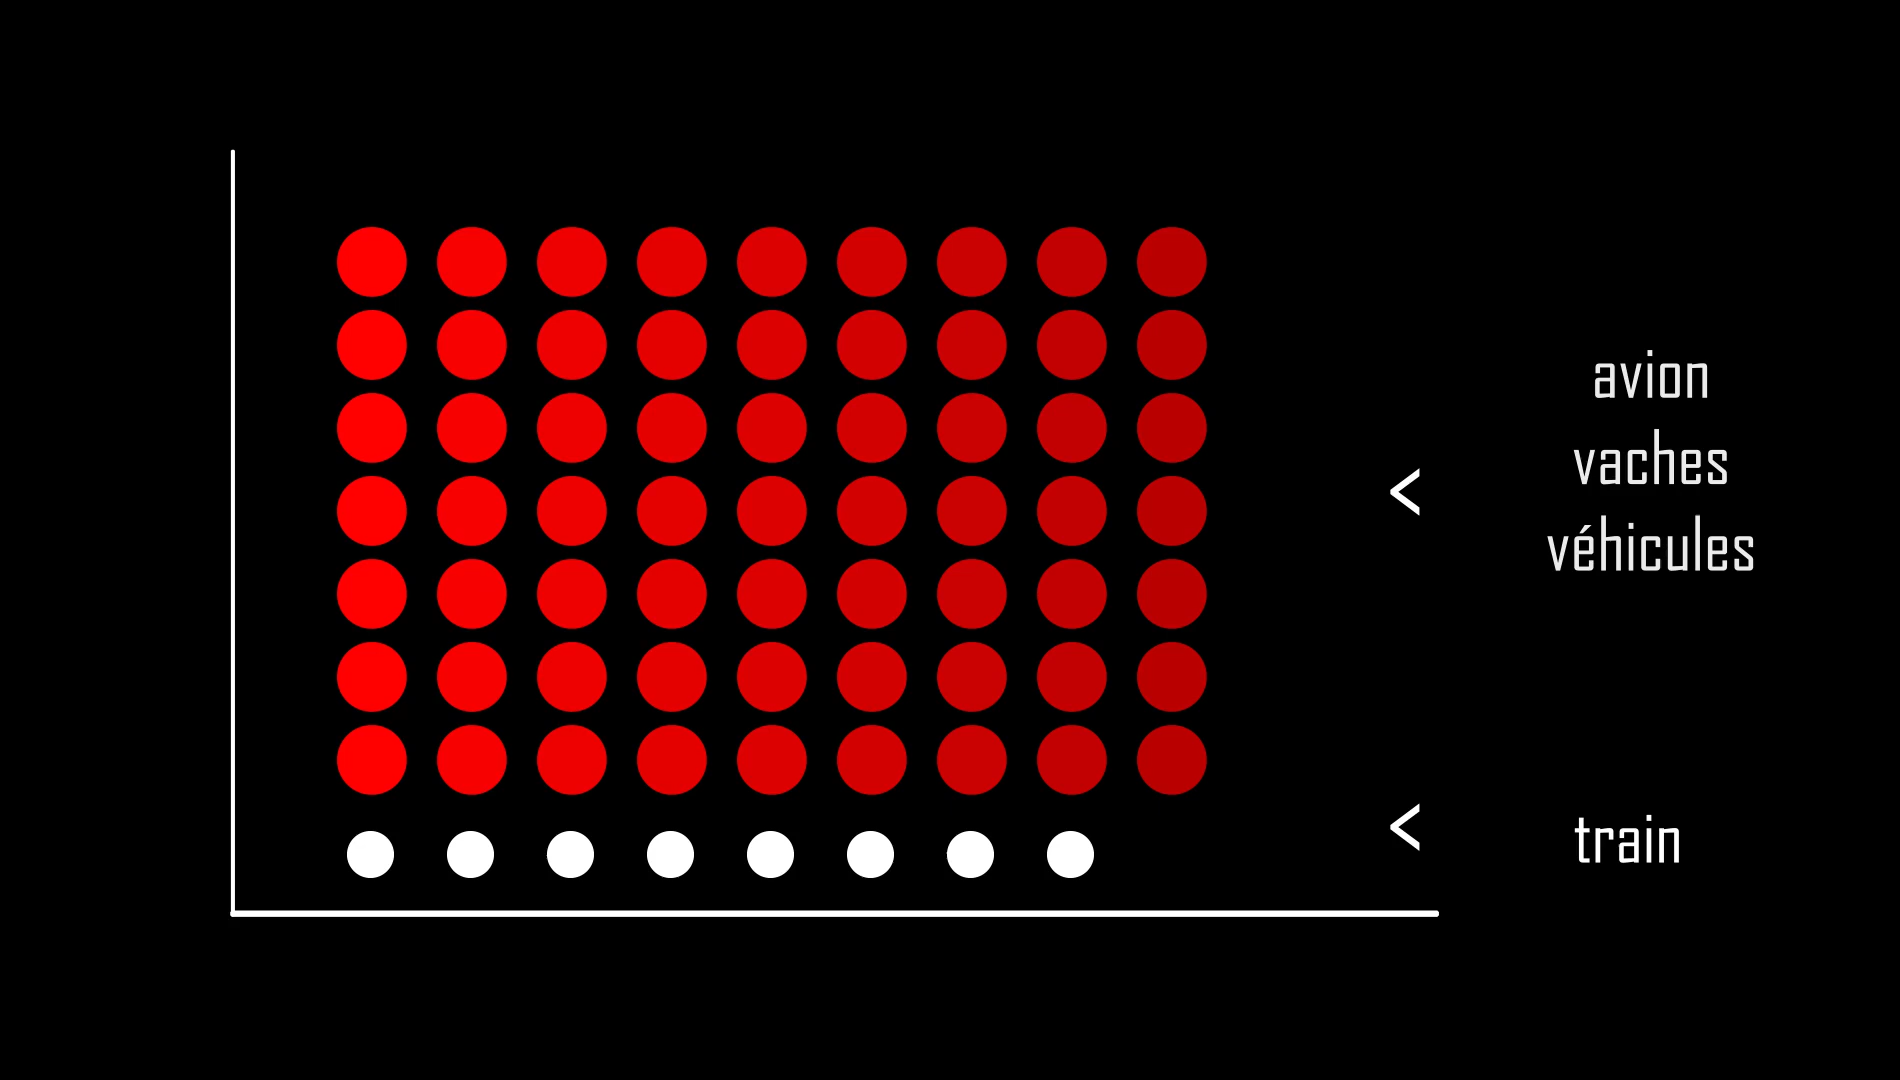 avion
vaches
< véhicules
< train